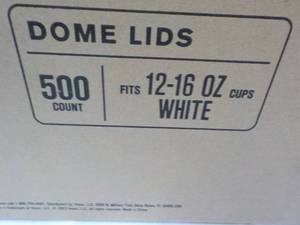 DOME LIDS
500
COUNT
FITS 12-16 OZ CUPS
WHITE